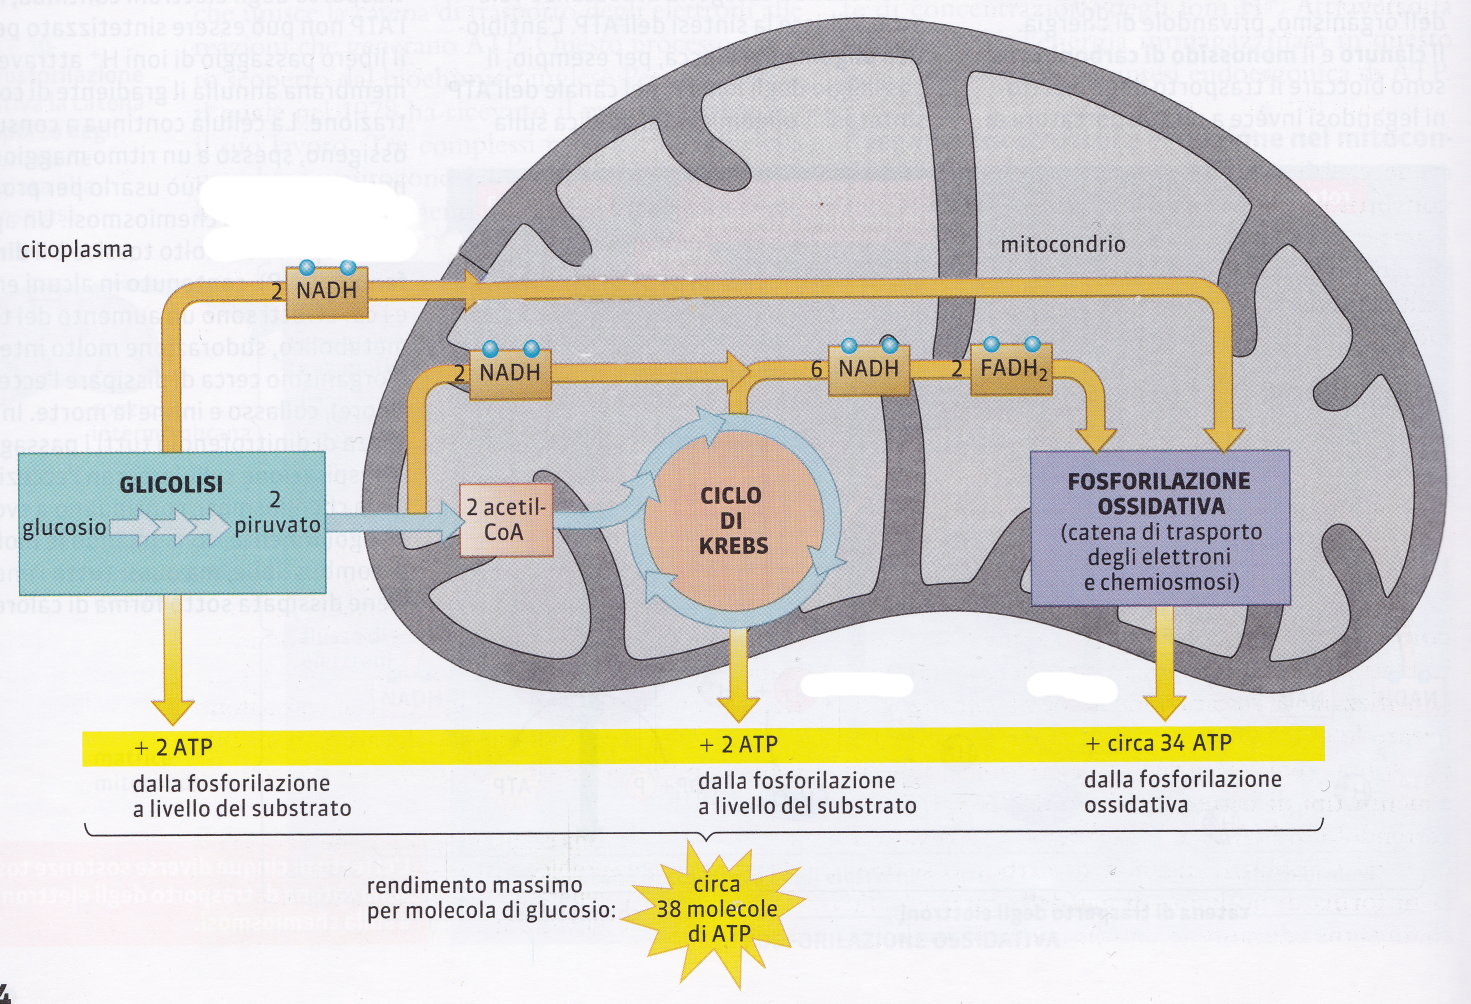 citoplasma
mitocondrio
2 NADH
2 NADH
6 NADH
2 FADH₂
GLICOLISI
glucosio
2
piruvato
2 acetil-
CoA
CICLO
DI
KREBS
FOSFORILAZIONE
OSSIDATIVA
(catena di trasporto
degli elettroni
e chemiosmosi)
+ 2 ATP
dalla fosforilazione
a livello del substrato
+ 2 ATP
dalla fosforilazione
a livello del substrato
+ circa 34 ATP
dalla fosforilazione
ossidativa
rendimento massimo
per molecola di glucosio:
circa
38 molecole
di ATP
4